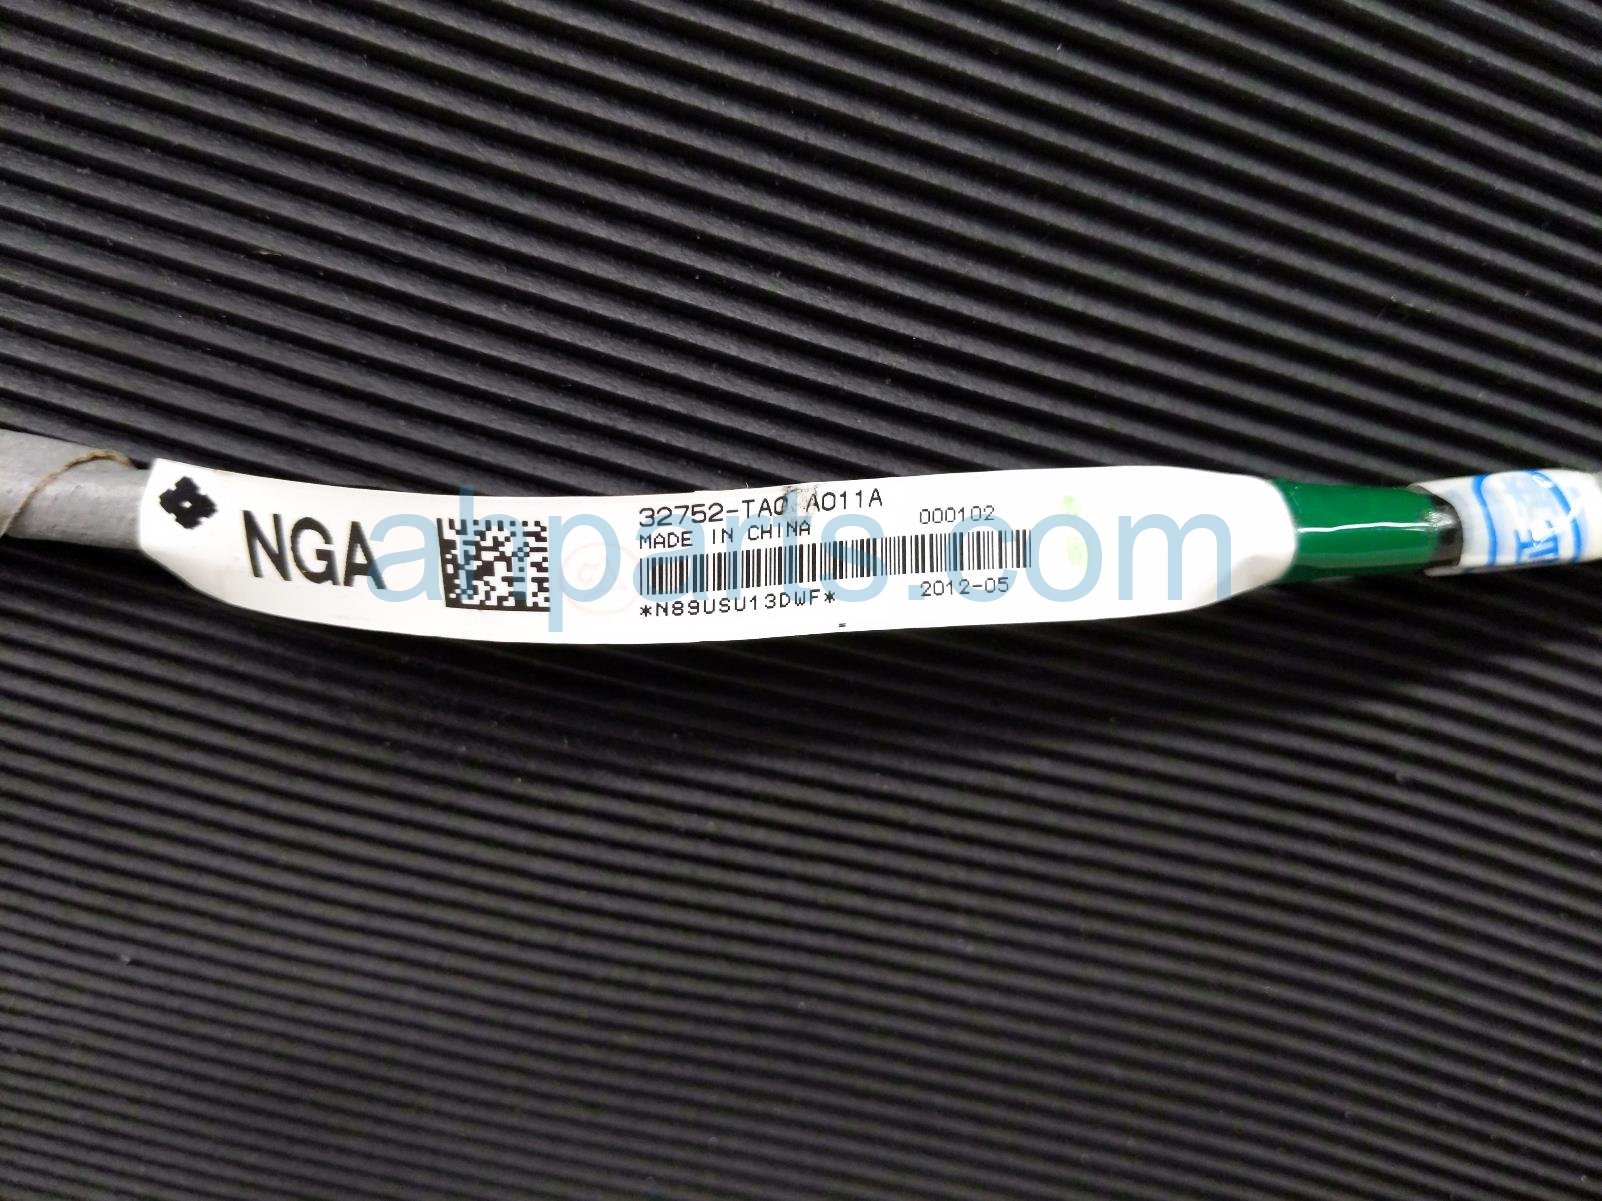 NGA
32752-TA0 A011A
MADE IN CHINA
000102
*N89USU13DWF*
2012-05
ahparts.com